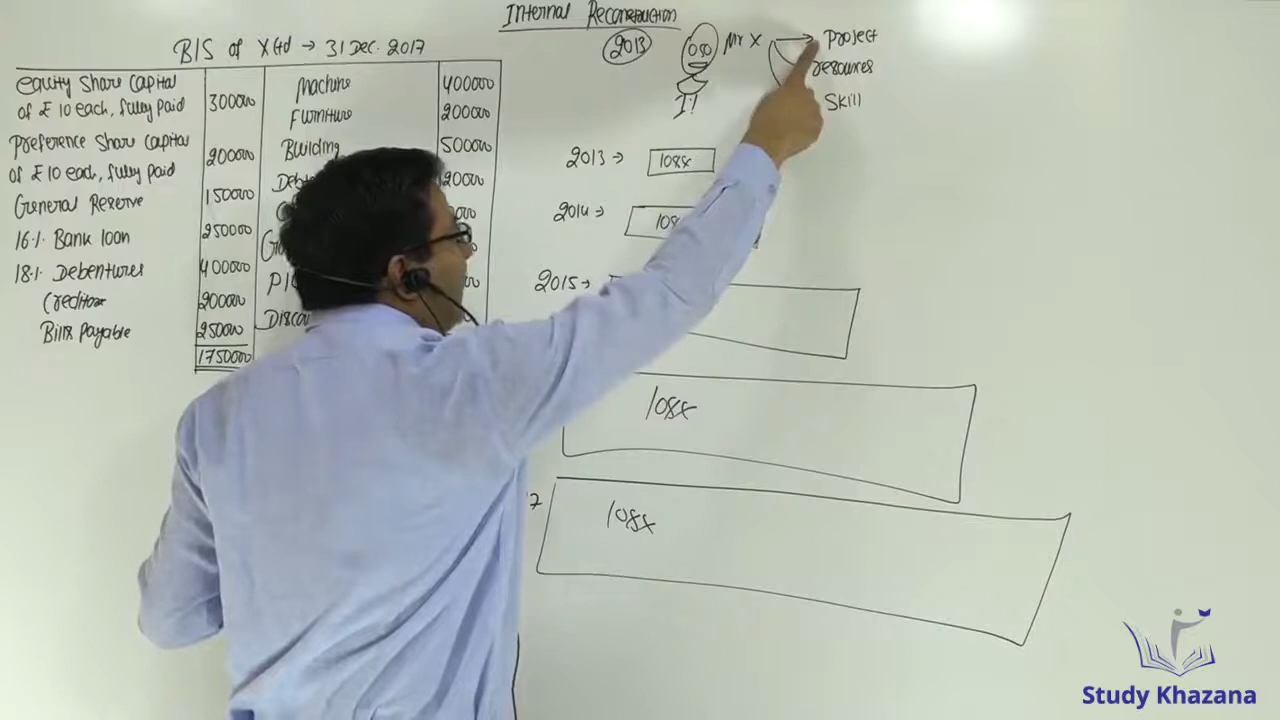 Internal Reconstruction
B/S of X Ltd → 31 Dec. 2017
2013
Mr X
Project
resources
Skill
equity Share Capital
of ₹ 10 each, fully paid
300000
Preference Share Capital
of ₹ 10 each, fully paid
200000
General Reserve
150000
16% Bank loan
250000
18% Debentures
400000
Creditor
200000
Bills Payable
250000
1750000
Machine
400000
Furniture
200000
Building
500000
2013 →
loss
2014 →
2015 →
loss
loss
Study Khazana